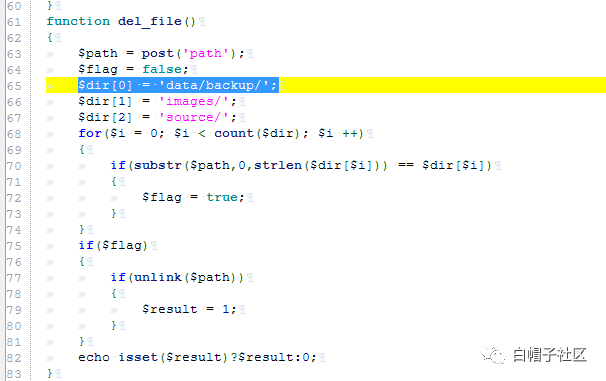 60 }
61 function del_file()
62 {
63 $path = post('path');
64 $flag = false;
65 $dir[0] = 'data/backup/';
66 $dir[1] = 'images/';
67 $dir[2] = 'source/';
68 for($i = 0; $i < count($dir); $i ++)
69 {
70 if(substr($path,0,strlen($dir[$i])) == $dir[$i])
71 {
72 $flag = true;
73 }
74 }
75 if($flag)
76 {
77 if(unlink($path))
78 {
79 $result = 1;
80 }
81 }
82 echo isset($result)?$result:0;
83 }
白帽子社区